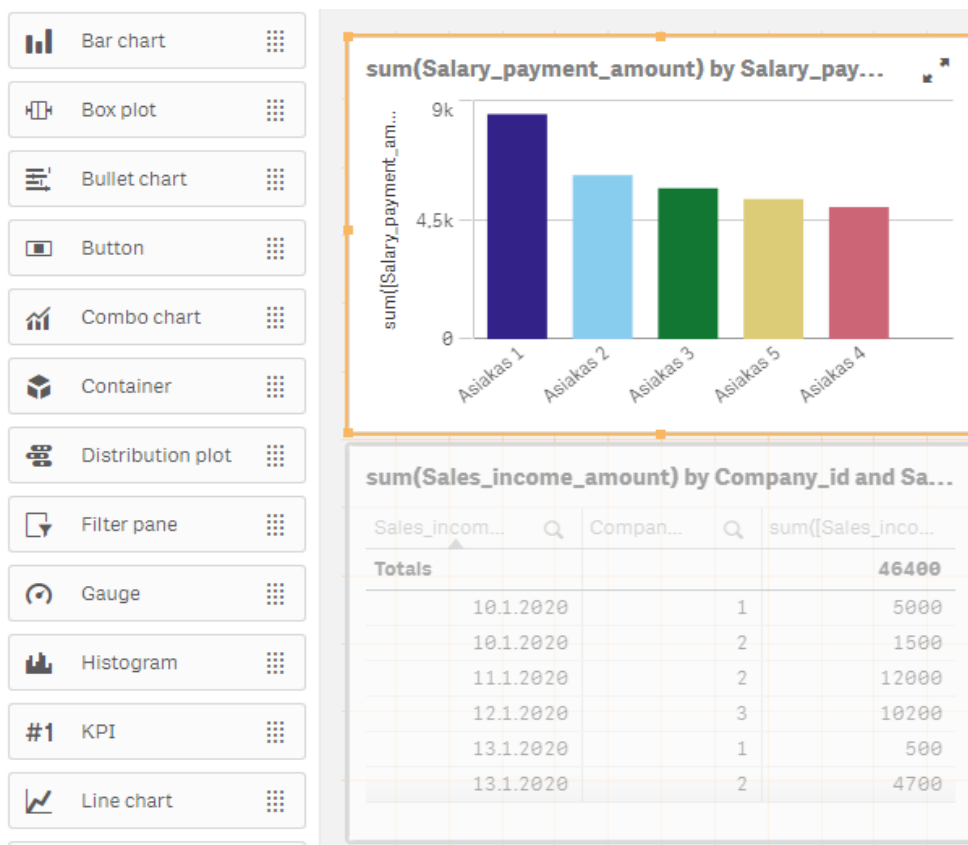 Bar chart
Box plot
Bullet chart
Button
Combo chart
Container
Distribution plot
Filter pane
Gauge
Histogram
#1 KPI
Line chart
sum(Salary_payment_amount) by Salary_pay...
sum([Salary_payment_am...
9k
4,5k
0
Asiakas 1
Asiakas 2
Asiakas 3
Asiakas 5
Asiakas 4
sum(Sales_income_amount) by Company_id and Sa...
Sales_incom... Compan... sum([Sales_inco...
Totals 46400
10.1.2020 1 5000
10.1.2020 2 1500
11.1.2020 2 12000
12.1.2020 3 10200
13.1.2020 1 500
13.1.2020 2 4700